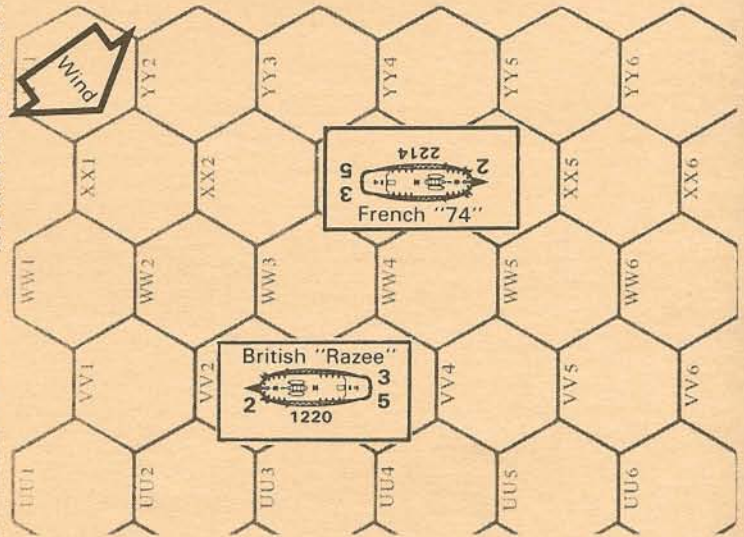 Wind
YY2
YY3
YY4
YY5
YY6
XX1
XX2
5
3
2214
2
French "74"
XX5
XX6
WW1
WW2
WW3
WW4
WW5
WW6
VV1
VV2
British "Razee"
3
2
5
1220
VV4
VV5
VV6
UU1
UU2
UU3
UU4
UU5
UU6